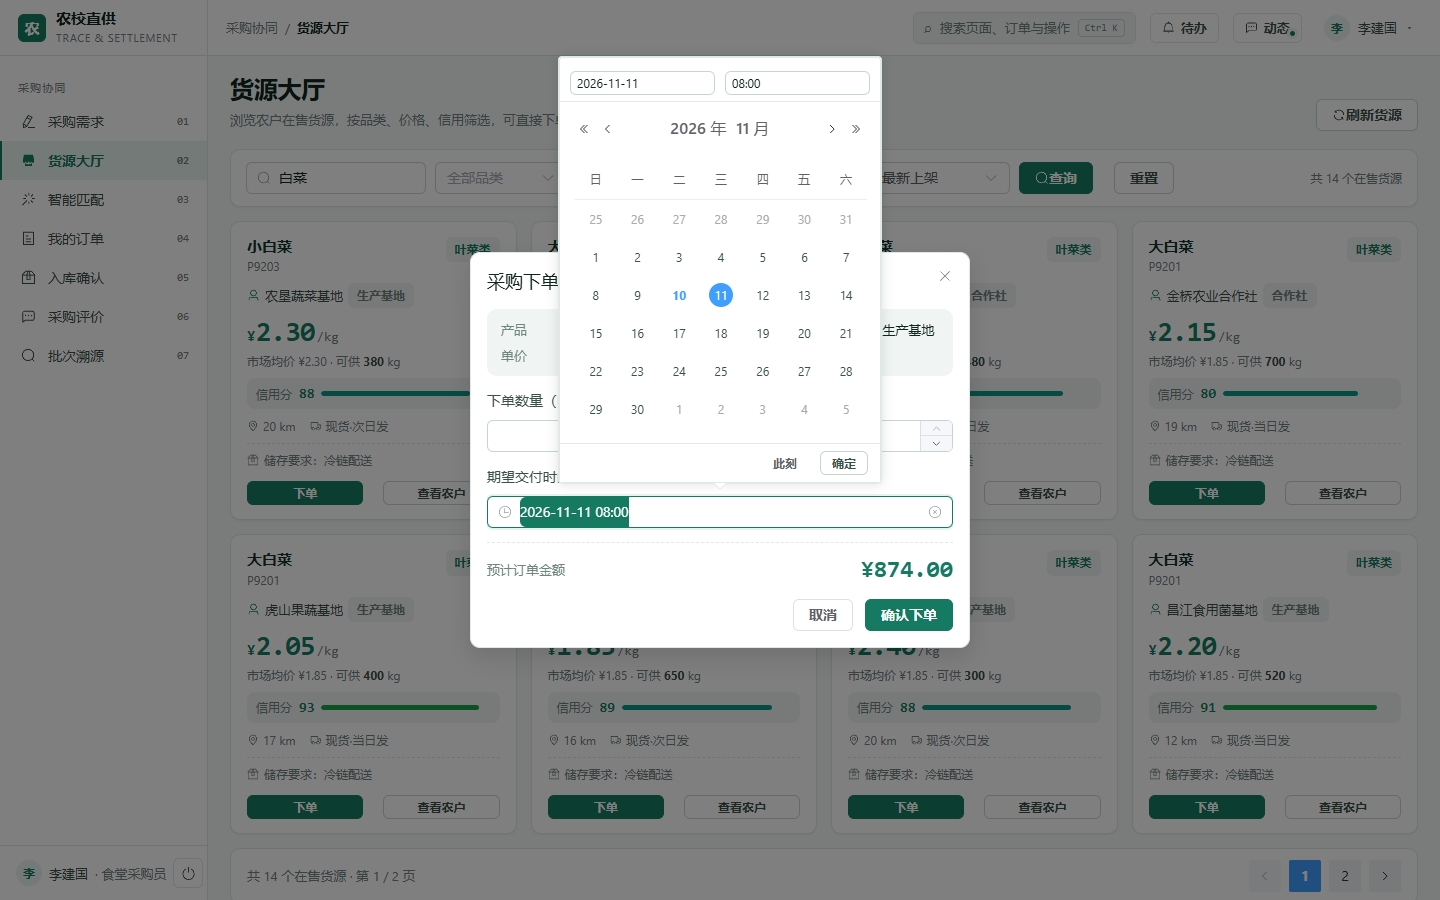 农校直供
TRACE & SETTLEMENT
采购协同 / 货源大厅
搜索页面、订单与操作 Ctrl K
待办
动态
李 李建国
采购协同
采购需求 01
货源大厅 02
智能匹配 03
我的订单 04
入库确认 05
采购评价 06
批次溯源 07
李 李建国 · 食堂采购员
货源大厅
浏览农户在售货源，按品类、价格、信用筛选，可直接下
刷新货源
白菜
全部品类
最新上架
查询
重置
共 14 个在售货源
小白菜
叶菜类
P9203
农垦蔬菜基地 生产基地
¥2.30/kg
市场均价 ¥2.30 · 可供 380 kg
信用分 88
20 km 现货·次日发
储存要求：冷链配送
下单 查看农户
合作社
80 kg
日发
查看农户
大白菜
叶菜类
叶菜类
P9201
金桥农业合作社 合作社
¥2.15/kg
市场均价 ¥1.85 · 可供 700 kg
信用分 80
19 km 现货·当日发
储存要求：冷链配送
下单 查看农户
大白菜
P9201
虎山果蔬基地 生产基地
¥2.05/kg
市场均价 ¥1.85 · 可供 400 kg
信用分 93
17 km 现货·当日发
储存要求：冷链配送
下单 查看农户
¥1.85/kg
市场均价 ¥1.85 · 可供 650 kg
信用分 89
16 km 现货·次日发
储存要求：冷链配送
下单 查看农户
叶菜类
产基地
¥2.40/kg
市场均价 ¥1.85 · 可供 300 kg
信用分 88
20 km 现货·次日发
储存要求：冷链配送
下单 查看农户
大白菜
叶菜类
P9201
昌江食用菌基地 生产基地
¥2.20/kg
市场均价 ¥1.85 · 可供 520 kg
信用分 91
12 km 现货·当日发
储存要求：冷链配送
下单 查看农户
共 14 个在售货源 · 第 1 / 2 页
1 2
采购下单
产品
生产基地
单价
下单数量（
期望交付时
2026-11-11 08:00
预计订单金额 ¥874.00
取消 确认下单
2026-11-11 08:00
2026 年 11 月
日 一 二 三 四 五 六
25 26 27 28 29 30 31
1 2 3 4 5 6 7
8 9 10 11 12 13 14
15 16 17 18 19 20 21
22 23 24 25 26 27 28
29 30 1 2 3 4 5
此刻 确定